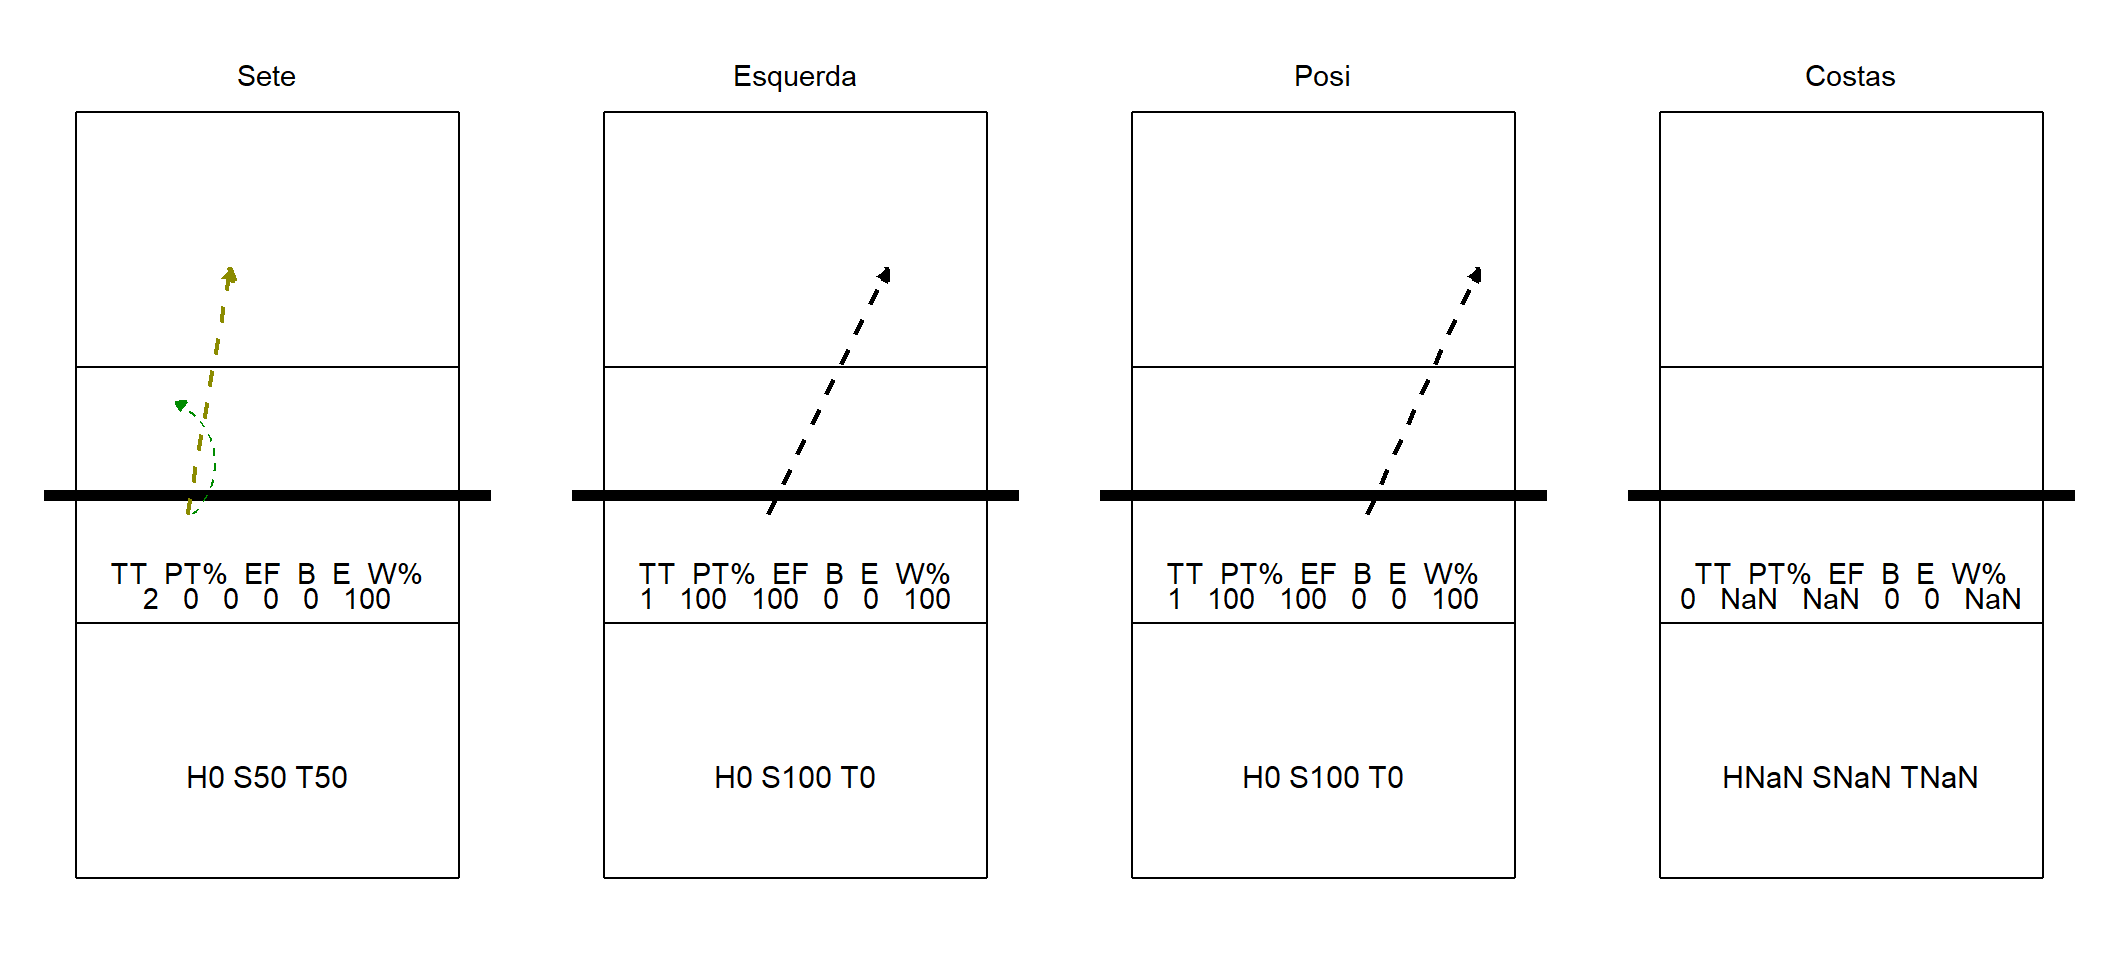 Sete
TT PT% EF B E W%
2 0 0 0 0 100
H0 S50 T50
Esquerda
TT PT% EF B E W%
1 100 100 0 0 100
H0 S100 T0
Posi
TT PT% EF B E W%
1 100 100 0 0 100
H0 S100 T0
Costas
TT PT% EF B E W%
0 NaN NaN 0 0 NaN
HNaN SNaN TNaN